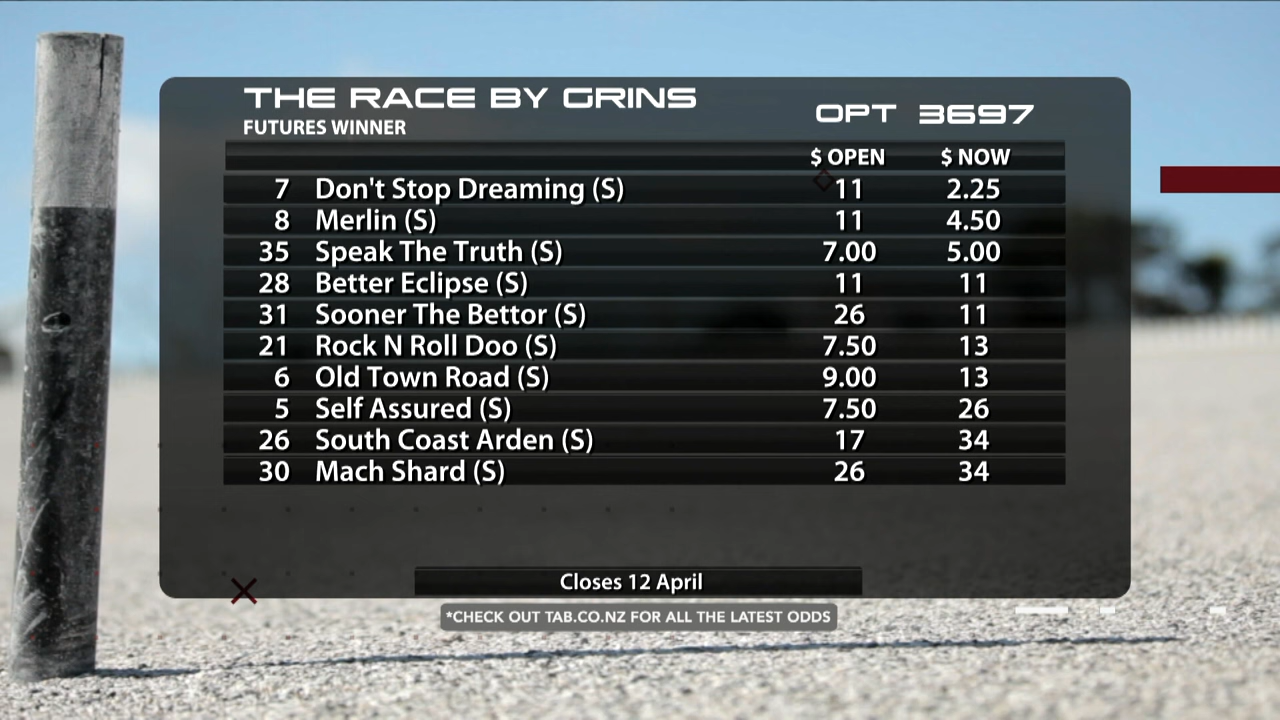 THE RACE BY GRINS
FUTURES WINNER
OPT 3697
$ OPEN $ NOW
7 Don't Stop Dreaming (S) 11 2.25
8 Merlin (S) 11 4.50
35 Speak The Truth (S) 7.00 5.00
28 Better Eclipse (S) 11 11
31 Sooner The Bettor (S) 26 11
21 Rock N Roll Doo (S) 7.50 13
6 Old Town Road (S) 9.00 13
5 Self Assured (S) 7.50 26
26 South Coast Arden (S) 17 34
30 Mach Shard (S) 26 34
Closes 12 April
*CHECK OUT TAB.CO.NZ FOR ALL THE LATEST ODDS